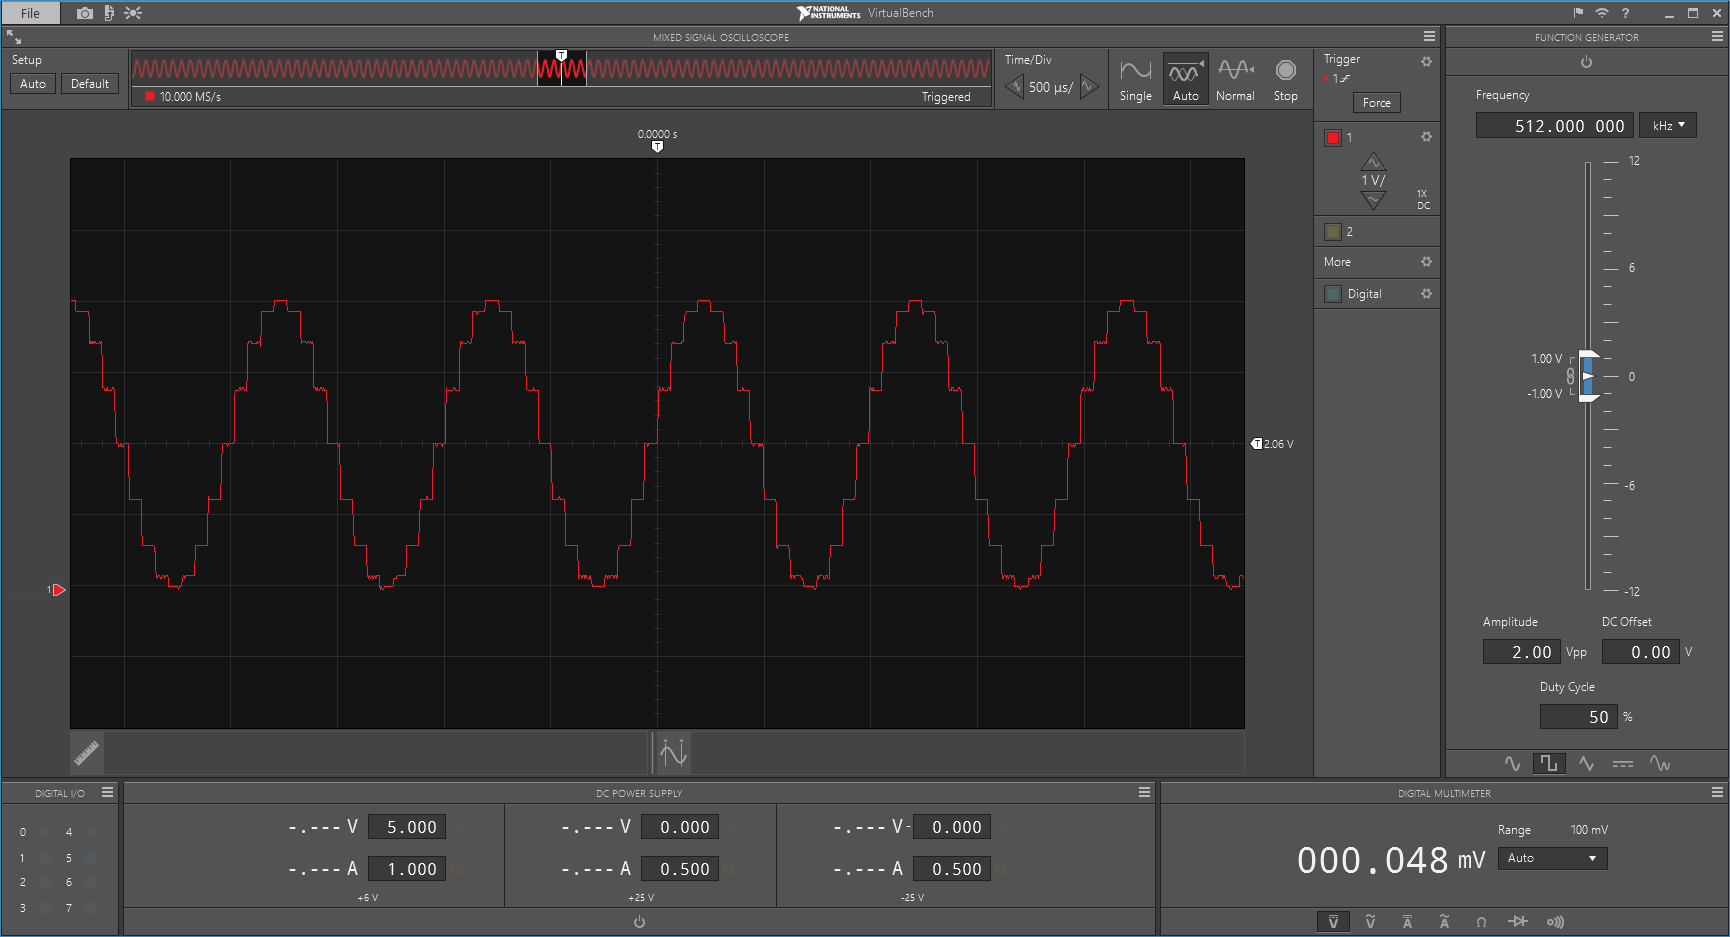 File
NATIONAL INSTRUMENTS VirtualBench
?
MIXED SIGNAL OSCILLOSCOPE
FUNCTION GENERATOR
Setup
Auto Default
T
10.000 MS/s
Triggered
Time/Div
500 µs/
Single Auto Normal Stop
Trigger
1
Force
Frequency
512.000 000 kHz
0.0000 s
T
1
1 V/
1X
DC
2
More
Digital
12
6
1.00 V
0
-1.00 V
-6
-12
T 2.06 V
1
Amplitude DC Offset
2.00 Vpp 0.00 V
Duty Cycle
50 %
DIGITAL I/O
0 4
1 5
2 6
3 7
DC POWER SUPPLY
-.--- V 5.000
-.--- A 1.000
+6 V
-.--- V 0.000
-.--- A 0.500
+25 V
-.--- V - 0.000
-.--- A 0.500
-25 V
DIGITAL MULTIMETER
Range 100 mV
000.048 mV Auto
V V A A Ω